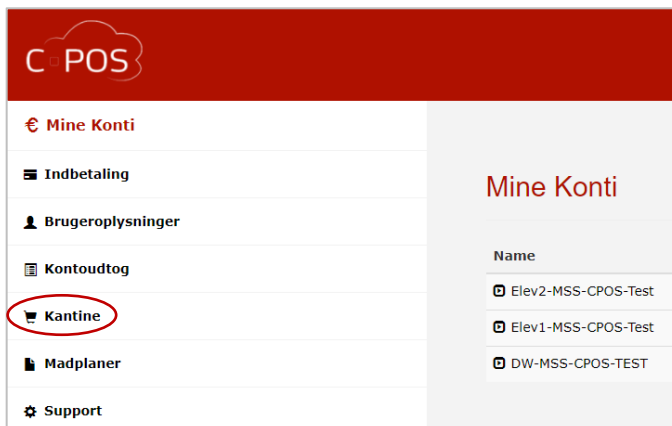 C POS
Mine Konti
Indbetaling
Brugeroplysninger
Kontoudtog
Kantine
Madplaner
Support
Mine Konti
Name
Elev2-MSS-CPOS-Test
Elev1-MSS-CPOS-Test
DW-MSS-CPOS-TEST